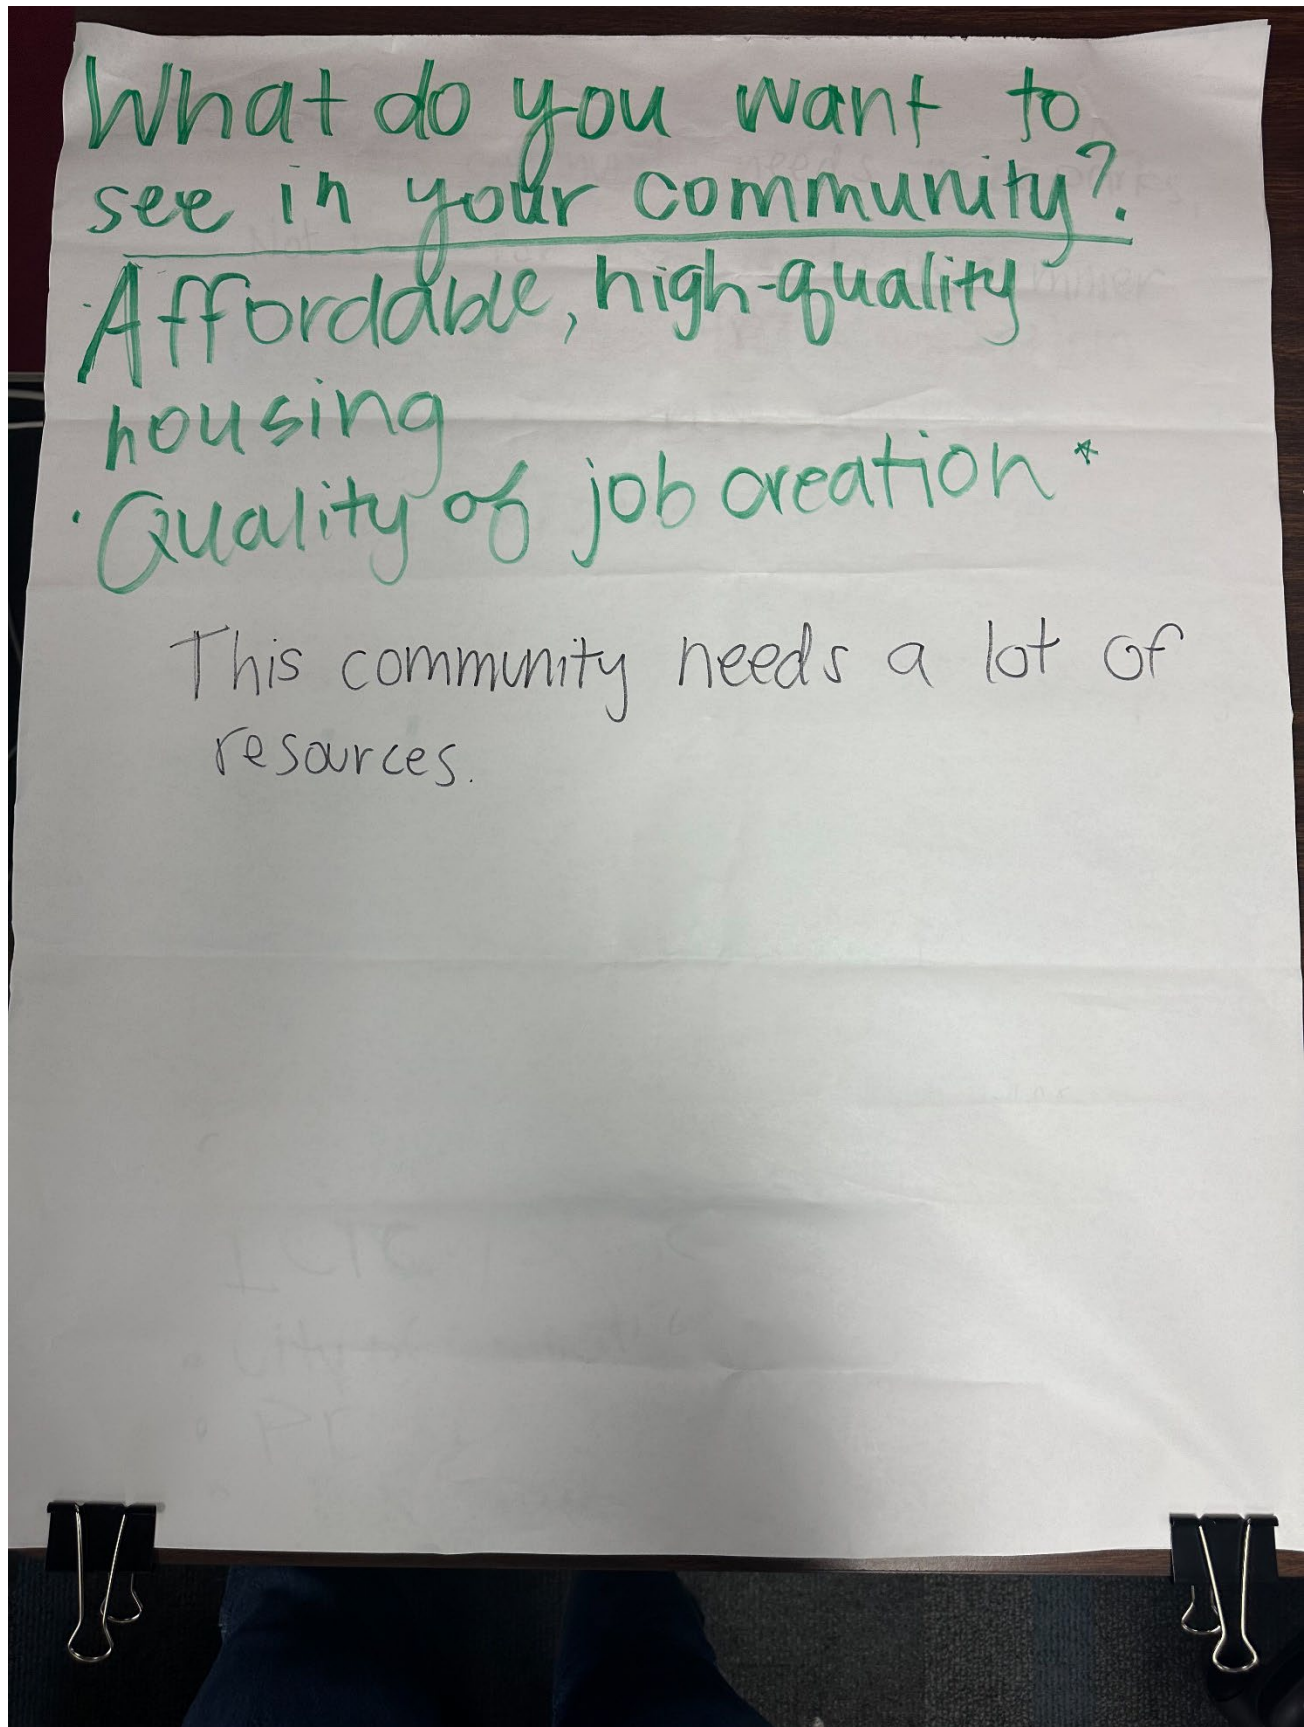 What do you want to
see in your community?
· Affordable, high-quality
housing
· Quality of job creation *
This community needs a lot of
resources.